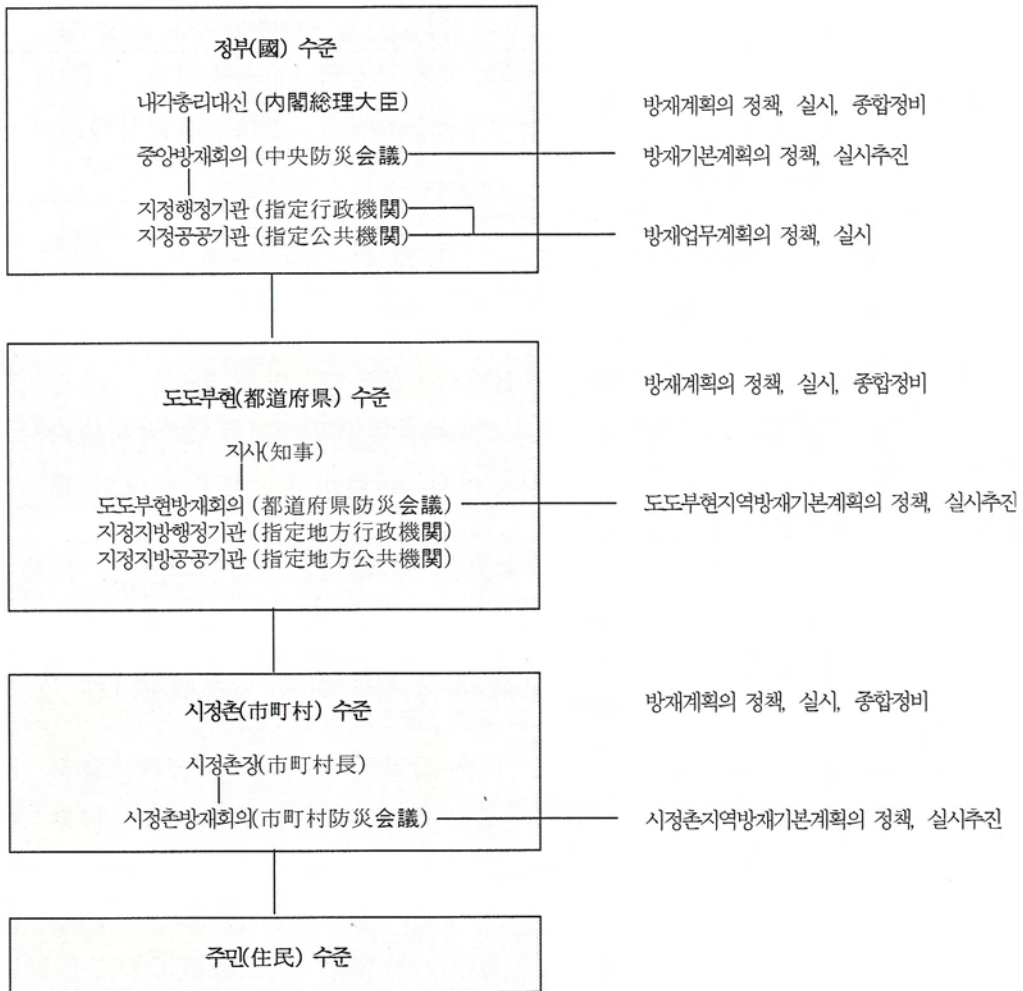 정부(國) 수준
내각총리대신 (内閣総理大臣)
방재계획의 정책, 실시, 종합정비
중앙방재회의 (中央防災会議)
방재기본계획의 정책, 실시추진
지정행정기관 (指定行政機関)
지정공공기관 (指定公共機関)
방재업무계획의 정책, 실시
도도부현(都道府県) 수준
방재계획의 정책, 실시, 종합정비
지사(知事)
도도부현방재회의 (都道府県防災会議)
도도부현지역방재기본계획의 정책, 실시추진
지정지방행정기관 (指定地方行政機関)
지정지방공공기관 (指定地方公共機関)
시정촌(市町村) 수준
방재계획의 정책, 실시, 종합정비
시정촌장(市町村長)
시정촌방재회의(市町村防災会議)
시정촌지역방재기본계획의 정책, 실시추진
주민(住民) 수준